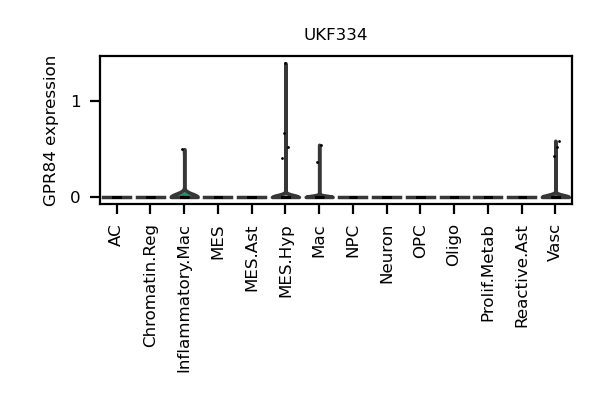 UKF334
GPR84 expression
1
0
AC
Chromatin.Reg
Inflammatory.Mac
MES
MES.Ast
MES.Hyp
Mac
NPC
Neuron
OPC
Oligo
Prolif.Metab
Reactive.Ast
Vasc